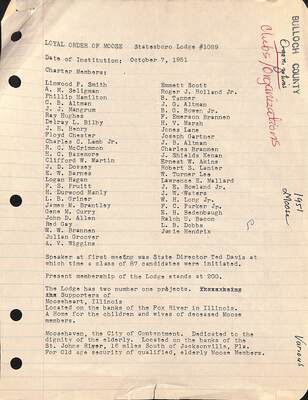 LOYAL ORDER OF MOOSE Statesboro Lodge #1089
Date of Institution: October 7, 1951
Charter Members:
Linwood F. Smith
A. M. Seligman
Phillip Hamilton
C. B. Altman
J. J. Mangrum
Ray Hughes
Delray L. Bilby
J. H. Henry
Floyd Chester
Charles C. Lamb Jr.
R. C. McCrimmon
H. C. Bazemore
Clifford W. Martin
J. D. Dossey
E. W. Barnes
Logan Hagan
F. S. Pruitt
H. Durwood Manly
L. B. Griner
James W. Brantley
Gene M. Curry
John D. Allen
Red Gay
W. W. Brannen
Julian Groover
A. V. Wiggins
Emmett Scott
Roger J. Holland Jr.
B. Tanner
J. G. Altman
B. G. Bowen Jr.
F. Emerson Brannen
H. V. Marsh
Jones Lane
Joseph Gartner
J. B. Altman
Charles Brannen
J. Shields Kenan
Ernest W. Akins
Robert S. Lanier
W. Turner Lee
Lawrence E. Mallard
J. E. Rowland Jr.
J. W. Waters
W. H. Long Jr.
F. C. Parker Jr.
E. H. Sedenbaugh
Ralph U. Bacon
L. B. Dobbs
Jamie Hendrix
Speaker at first meeting was State Director Ted Davis at
which time a class of 87 candidates were initiated.
Present membership of the Lodge stands at 200.
The Lodge has two number one projects.
Supporters of
Mooseheart, Illinois
Located on the banks of the Fox River in Illinois.
A Home for the children and wives of deceased Moose
members.
Moosehaven, the City of Contentment. Dedicated to the
dignity of the elderly. Located on the banks of the
St. Johns River, 12 miles South of Jacksonville, Fla.
For Old age security of qualified, elderly Moose Members.
BULLOCH COUNTY
Organizations
Clubs/Organizations
1951
Moose
Various